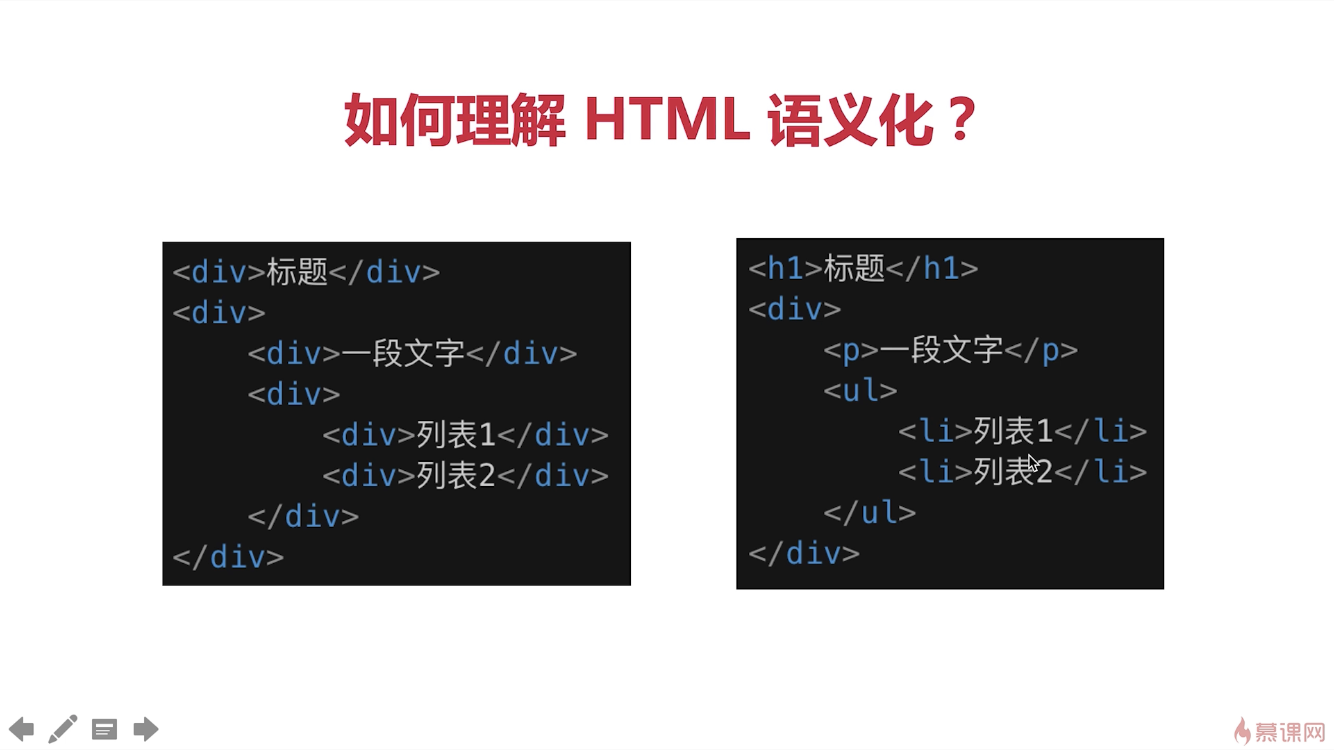 如何理解 HTML 语义化？
<div>标题</div>
<div>
<div>一段文字</div>
<div>
<div>列表1</div>
<div>列表2</div>
</div>
</div>
<h1>标题</h1>
<div>
<p>一段文字</p>
<ul>
<li>列表1</li>
<li>列表2</li>
</ul>
</div>
慕课网